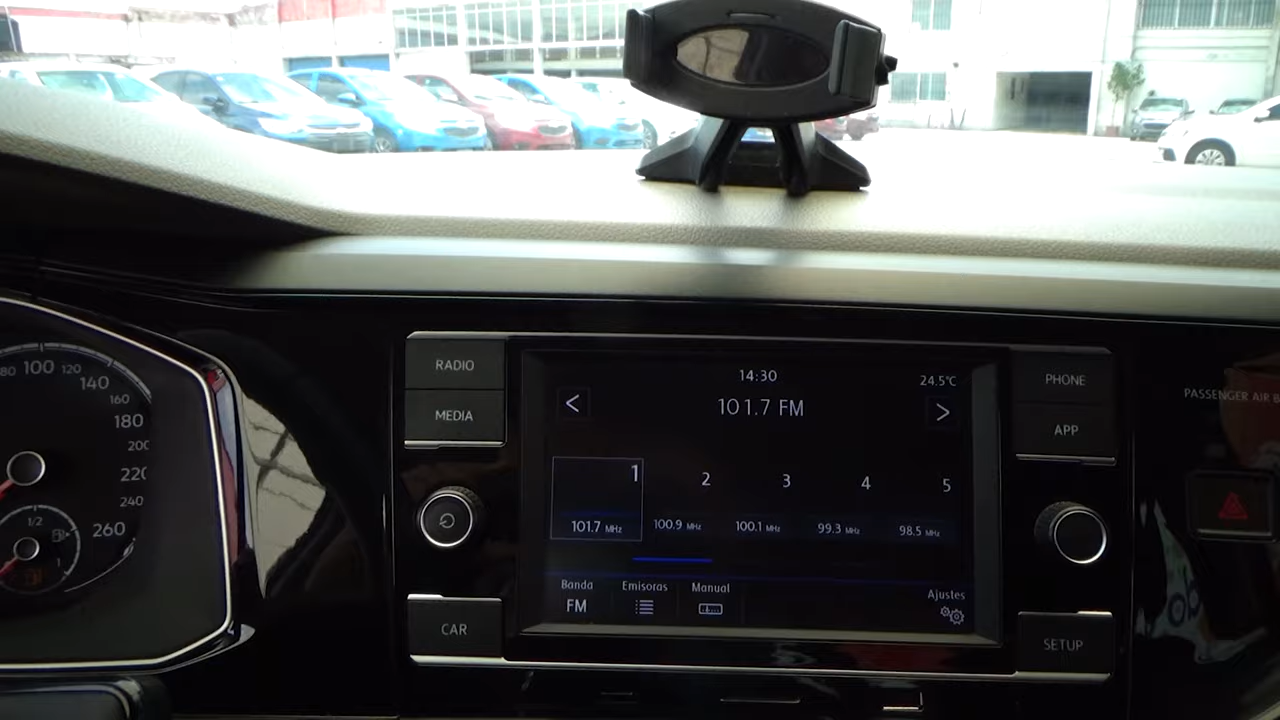 80 100 120
140
160
180
200
220
240
260
1/2
1
RADIO
MEDIA
CAR
14:30
24.5°C
<
101.7 FM
>
1 2 3 4 5
101.7 MHz 100.9 MHz 100.1 MHz 99.3 MHz 98.5 MHz
Banda Emisoras Manual Ajustes
FM
PHONE
APP
SETUP
PASSENGER AIR B